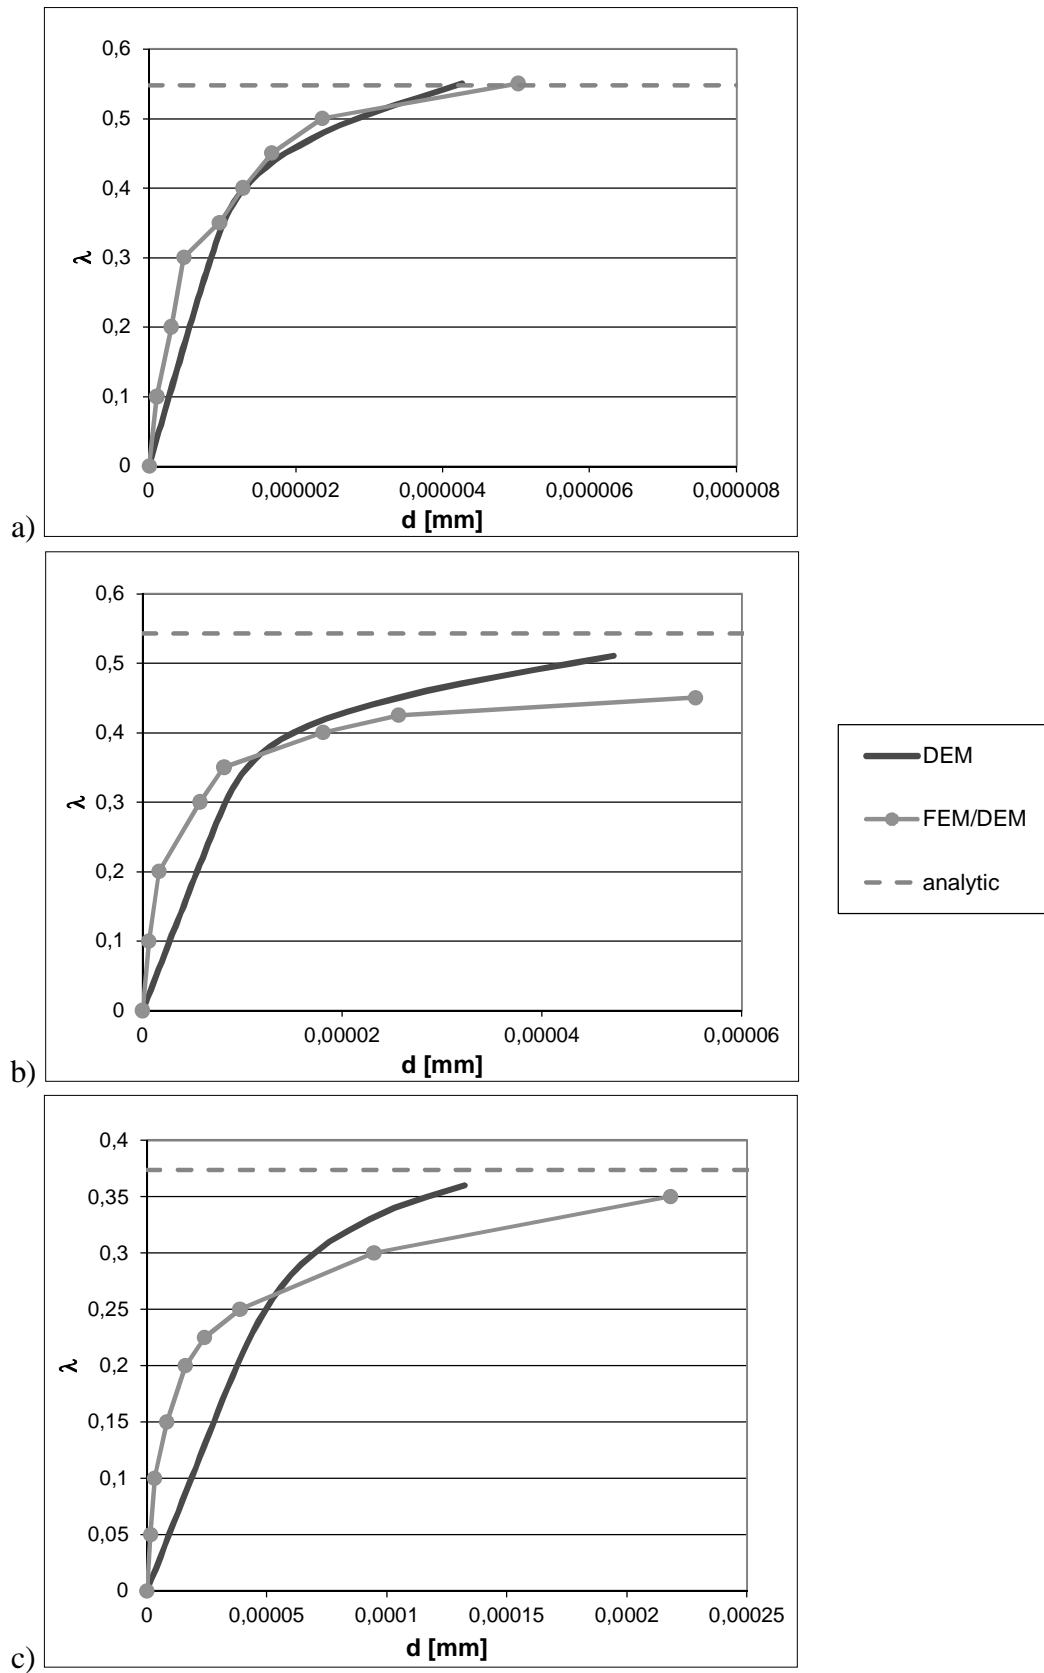 0,6
0,5
0,4
0,3
0,2
0,1
0
λ
0 0,000002 0,000004 0,000006 0,000008
d [mm]
a)
0,6
0,5
0,4
0,3
0,2
0,1
0
λ
0 0,00002 0,00004 0,00006
d [mm]
b)
DEM
FEM/DEM
analytic
0,4
0,35
0,3
0,25
0,2
0,15
0,1
0,05
0
λ
0 0,00005 0,0001 0,00015 0,0002 0,00025
d [mm]
c)